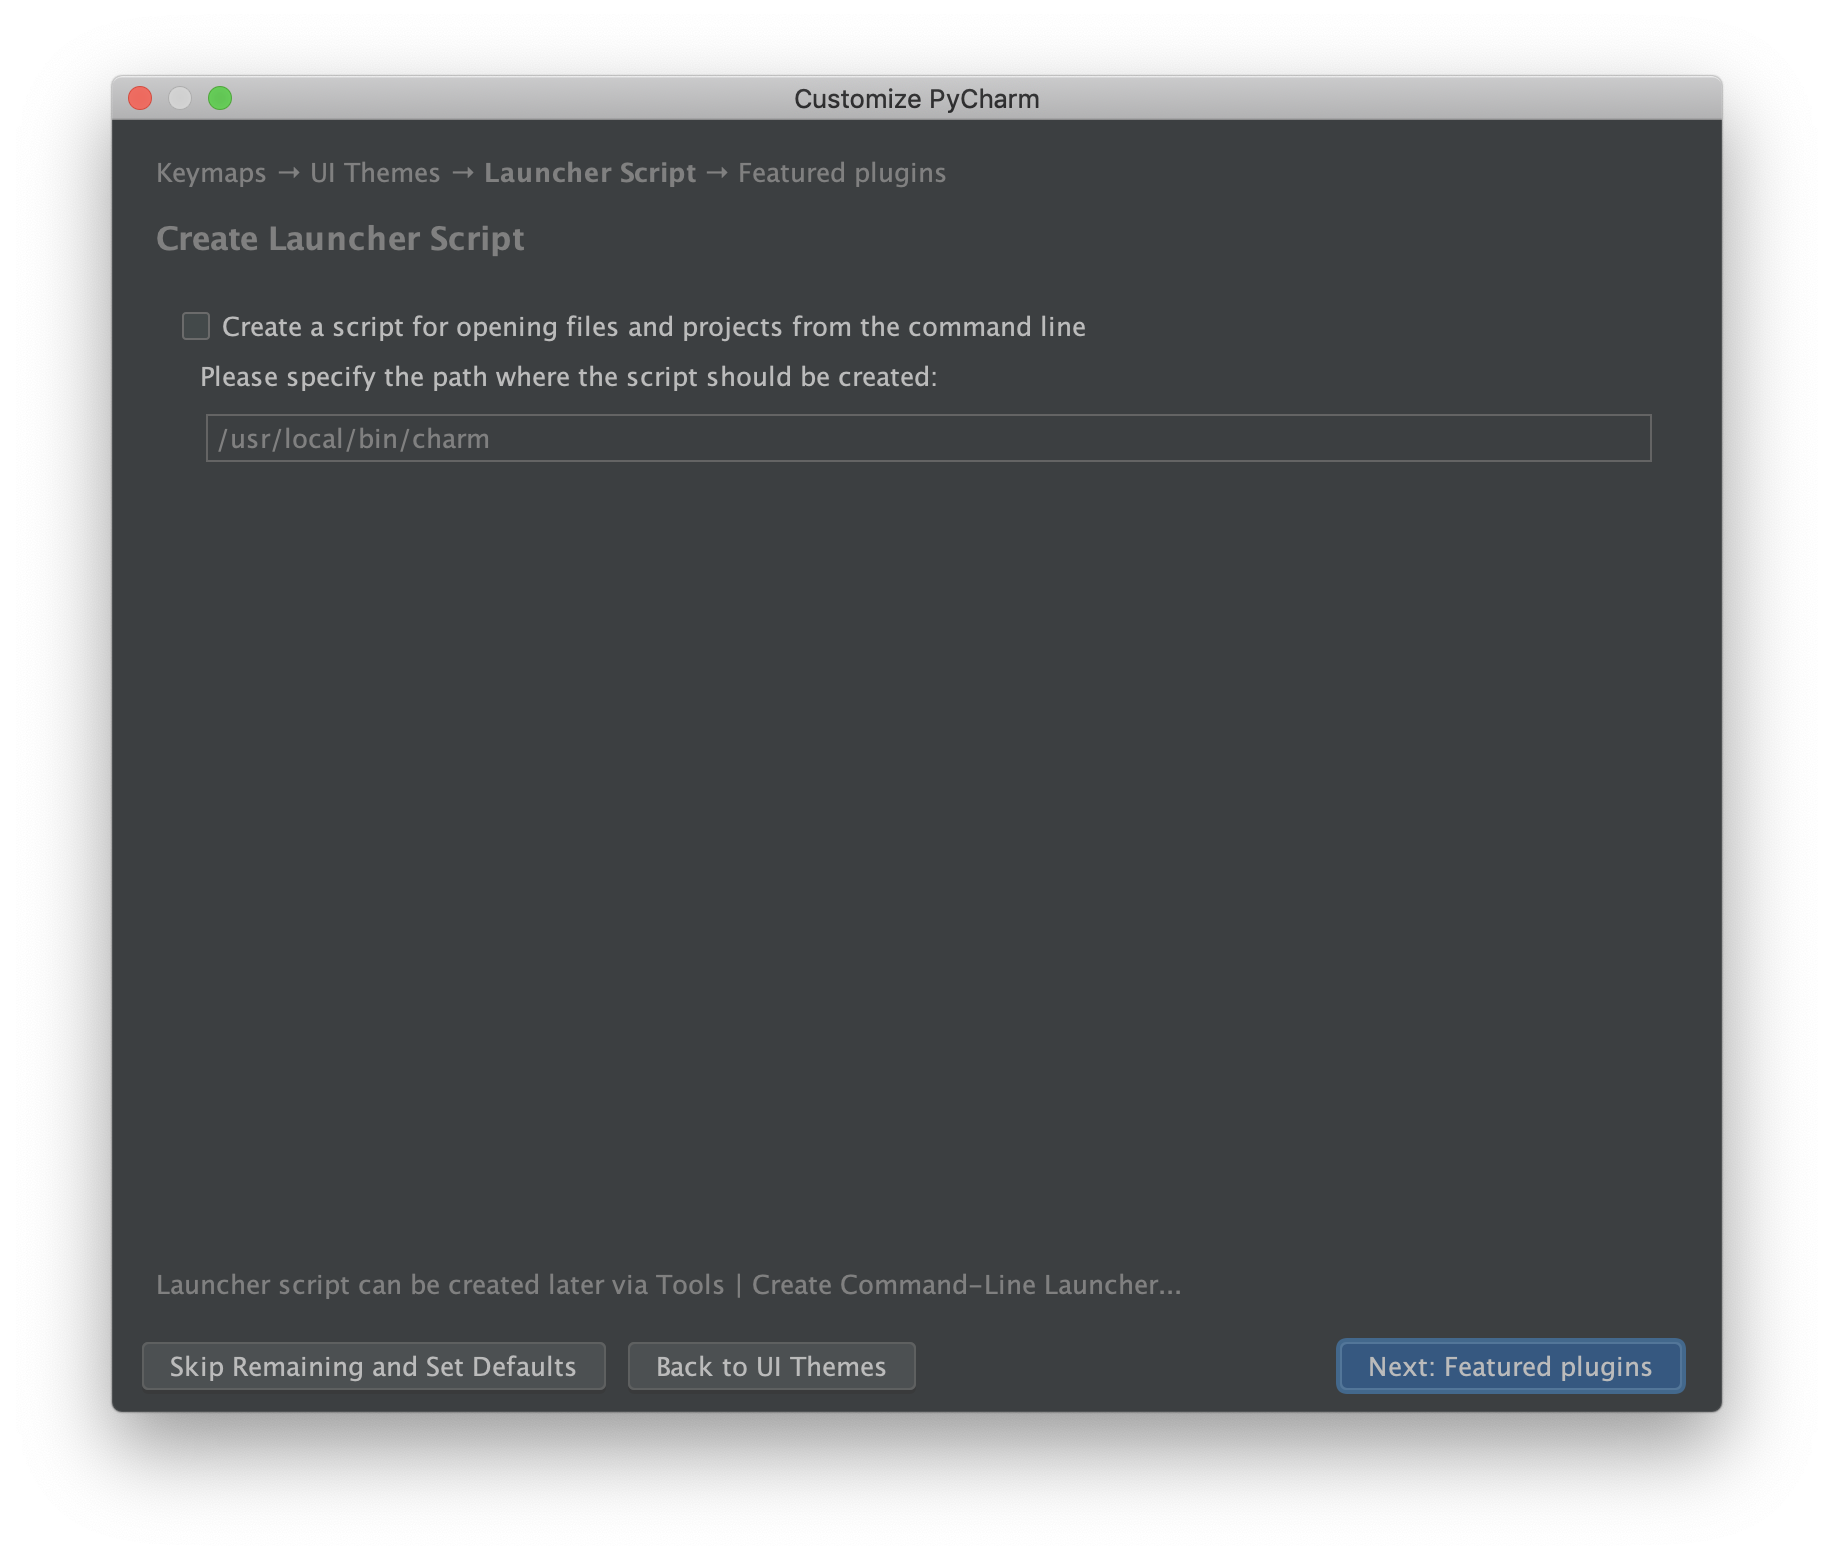 Customize PyCharm
Keymaps → UI Themes → Launcher Script → Featured plugins
Create Launcher Script
Create a script for opening files and projects from the command line
Please specify the path where the script should be created:
/usr/local/bin/charm
Launcher script can be created later via Tools | Create Command-Line Launcher...
Skip Remaining and Set Defaults
Back to UI Themes
Next: Featured plugins